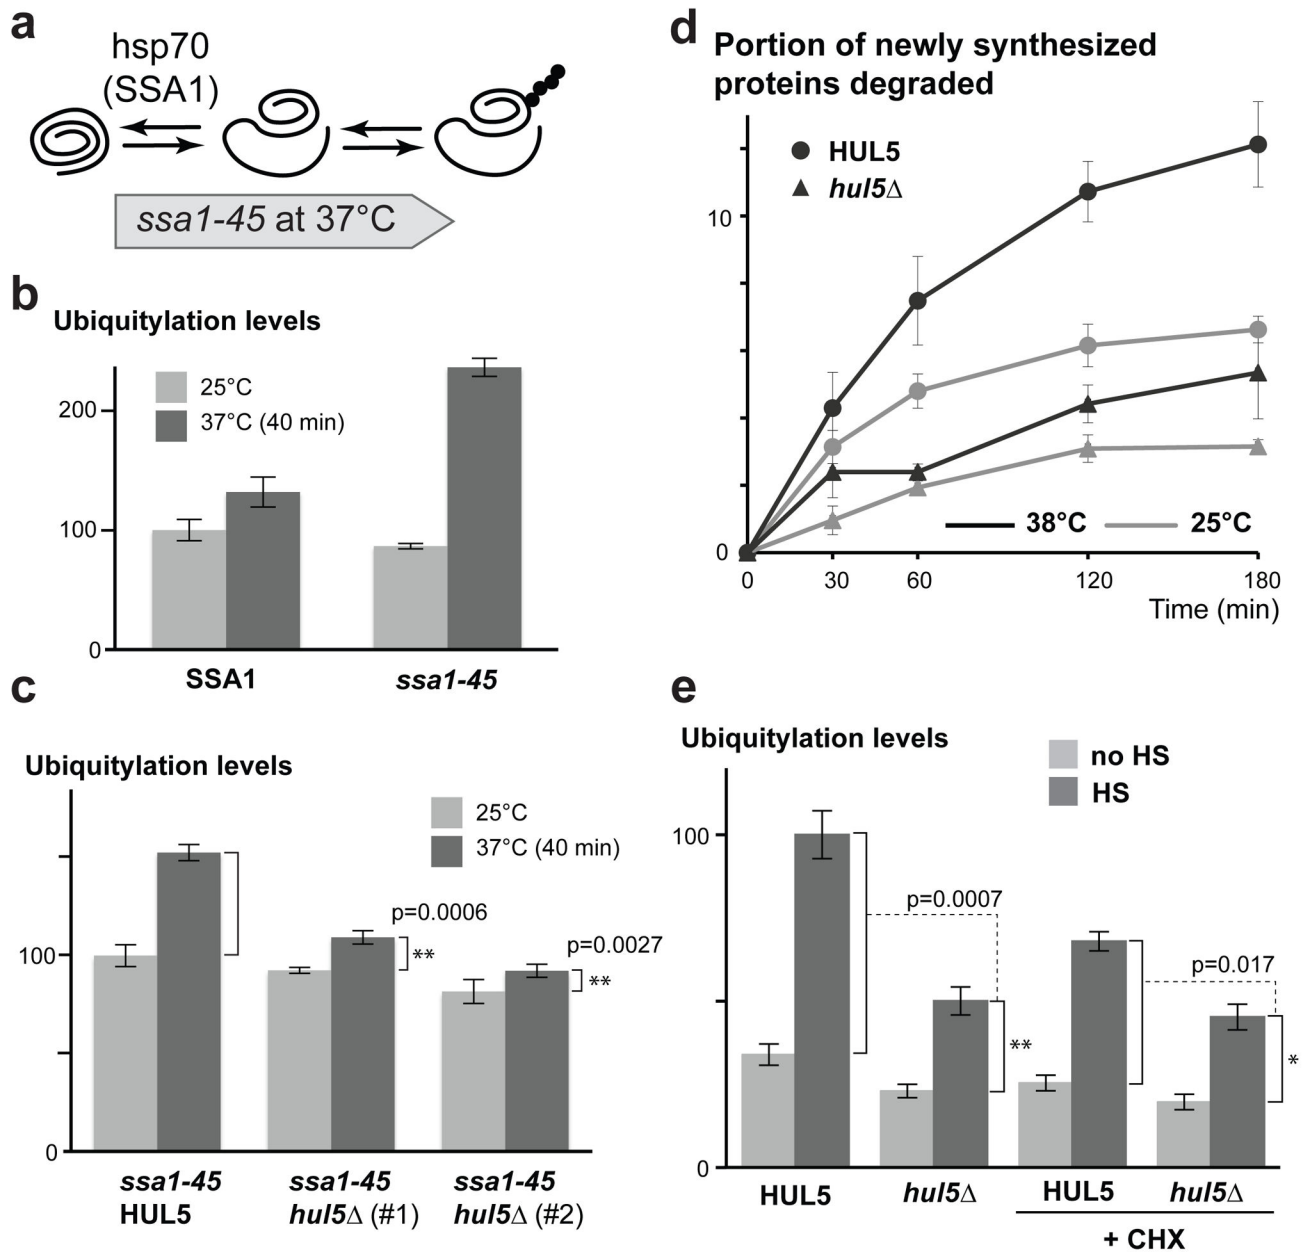 a
hsp70
(SSA1)
ssa1-45 at 37°C
b
Ubiquitylation levels
25°C
37°C (40 min)
200
100
0
SSA1
ssa1-45
c
Ubiquitylation levels
25°C
37°C (40 min)
p=0.0006
**
p=0.0027
**
100
0
ssa1-45
HUL5
ssa1-45
hul5Δ (#1)
ssa1-45
hul5Δ (#2)
d
Portion of newly synthesized
proteins degraded
HUL5
hul5Δ
10
0
38°C
25°C
0
30
60
120
180
Time (min)
e
Ubiquitylation levels
no HS
HS
100
0
p=0.0007
**
p=0.017
*
HUL5
hul5Δ
HUL5
hul5Δ
+ CHX